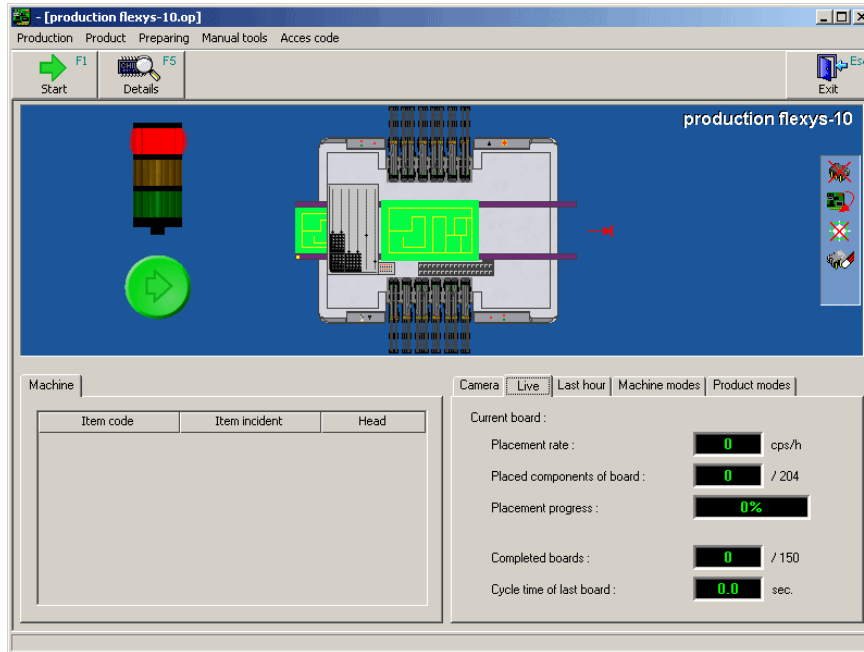 - [production flexys-10.op]
Production Product Preparing Manual tools Acces code
F1 F5 Esc
Start Details Exit
production flexys-10
Machine
Item code Item incident Head
Camera Live Last hour Machine modes Product modes
Current board :
Placement rate : 0 cps/h
Placed components of board : 0 / 204
Placement progress : 0%
Completed boards : 0 / 150
Cycle time of last board : 0.0 sec.